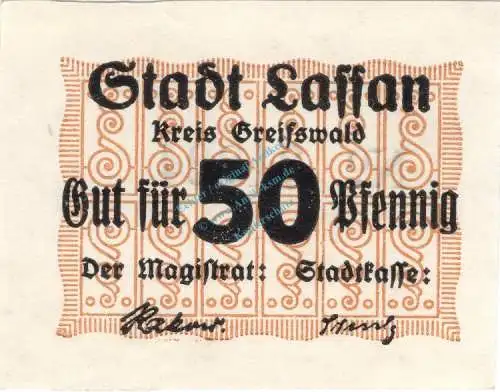 Stadt Lassan
Kreis Greifswald
Gut für 50 Pfennig
Der Magistrat: Stadtkasse: